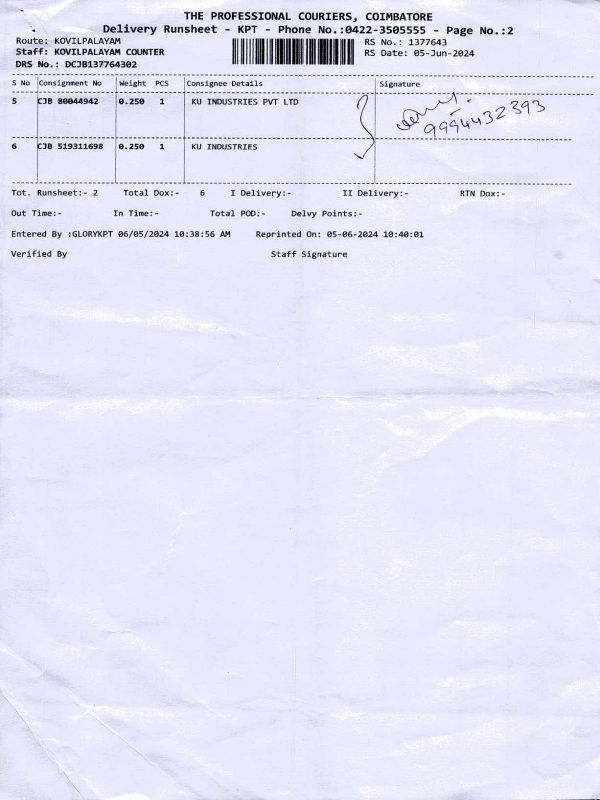 THE PROFESSIONAL COURIERS, COIMBATORE
Delivery Runsheet - KPT - Phone No.:0422-3505555 - Page No.:2
Route: KOVILPALAYAM RS No.: 1377643
Staff: KOVILPALAYAM COUNTER RS Date: 05-Jun-2024
DRS No.: DCJB137764302
S No Consignment No Weight PCS Consignee Details Signature
5 CJB 80044942 0.250 1 KU INDUSTRIES PVT LTD
9994432393
6 CJB 519311698 0.250 1 KU INDUSTRIES
Tot. Runsheet:- 2 Total Dox:- 6 I Delivery:- II Delivery:- RTN Dox:-
Out Time:- In Time:- Total POD:- Delvy Points:-
Entered By :GLORYKPT 06/05/2024 10:38:56 AM Reprinted On: 05-06-2024 10:40:01
Verified By Staff Signature